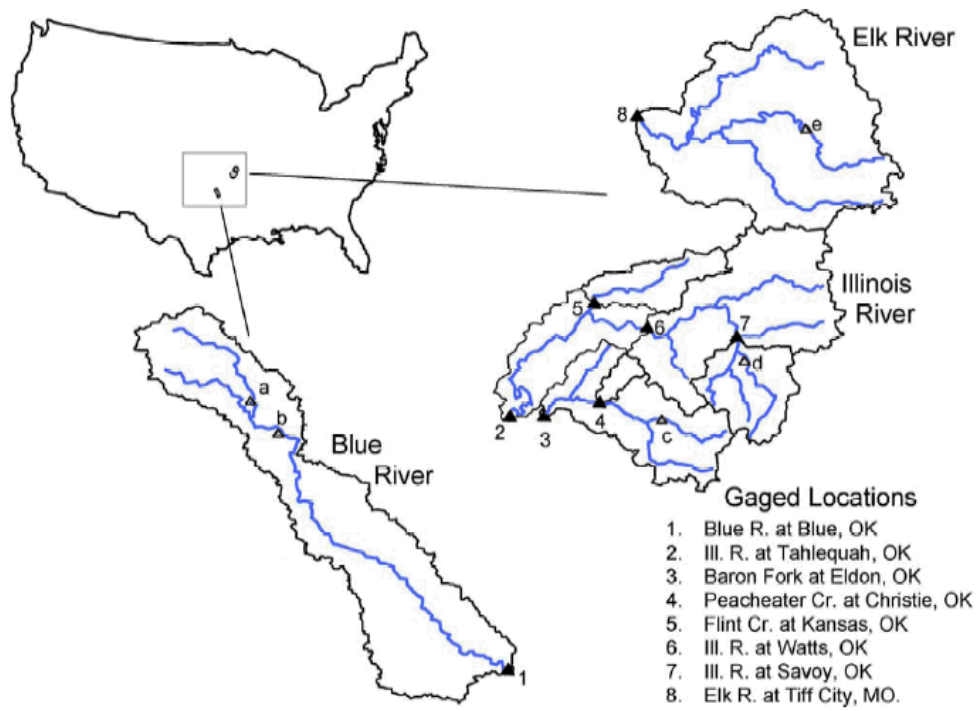 Elk River
8
e
Illinois
River
5
6
7
d
a
b
2
3
4
c
Blue
River
1
Gaged Locations
1. Blue R. at Blue, OK
2. Ill. R. at Tahlequah, OK
3. Baron Fork at Eldon, OK
4. Peacheater Cr. at Christie, OK
5. Flint Cr. at Kansas, OK
6. Ill. R. at Watts, OK
7. Ill. R. at Savoy, OK
8. Elk R. at Tiff City, MO.